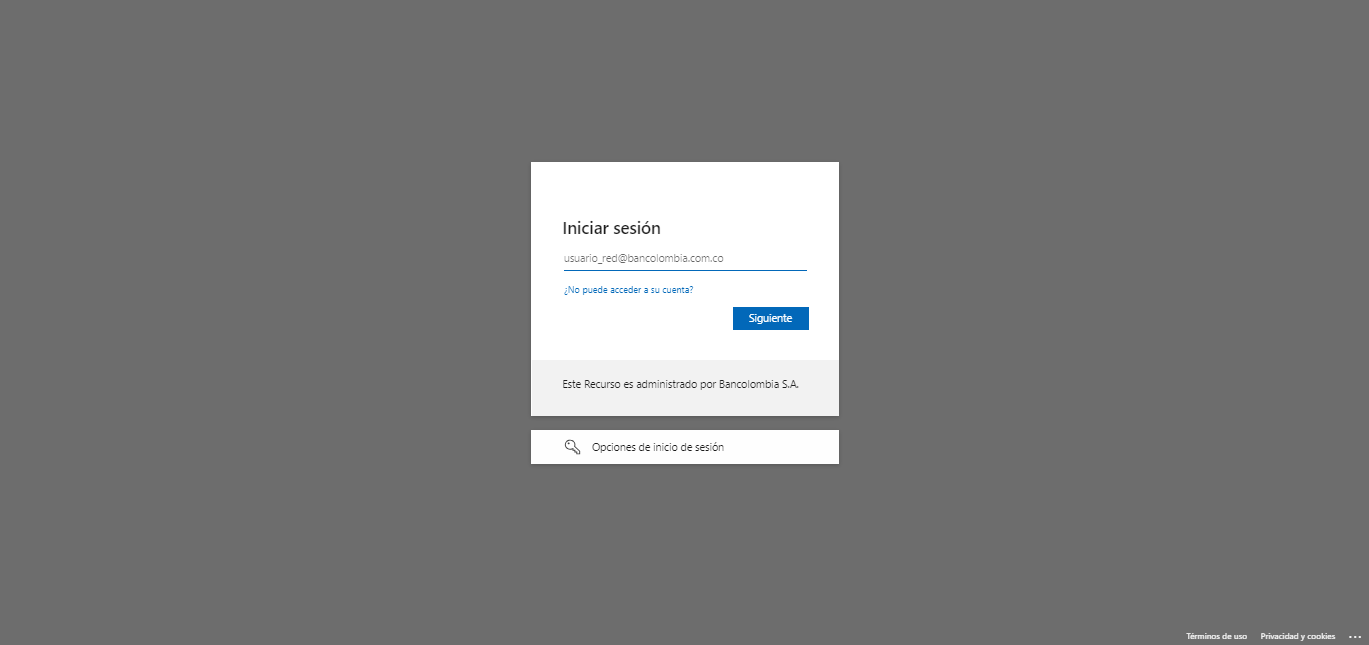 Iniciar sesión
usuario_red@bancolombia.com.co
¿No puede acceder a su cuenta?
Siguiente
Este Recurso es administrado por Bancolombia S.A.
Opciones de inicio de sesión
Términos de uso Privacidad y cookies ...